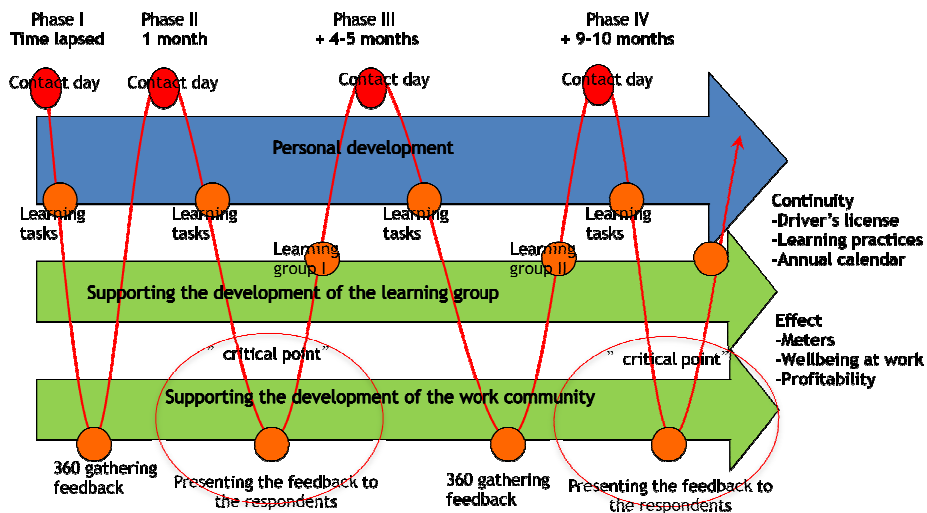 Phase I
Time lapsed
Phase II
1 month
Phase III
+ 4-5 months
Phase IV
+ 9-10 months
Contact day
Contact day
Contact day
Contact day
Personal development
Learning
tasks
Learning
tasks
Learning
tasks
Learning
tasks
Learning
group I
Learning
group II
Continuity
-Driver's license
-Learning practices
-Annual calendar
Supporting the development of the learning group
Effect
-Meters
-Wellbeing at work
-Profitability
” critical point”
” critical point”
Supporting the development of the work community
360 gathering
feedback
Presenting the feedback to
the respondents
360 gathering
feedback
Presenting the feedback to
the respondents